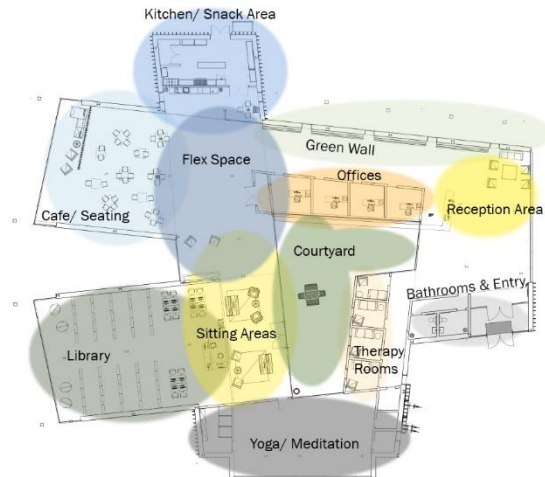 Kitchen/ Snack Area
Green Wall
Flex Space
Offices
Cafe/ Seating
Reception Area
Courtyard
Bathrooms & Entry
Library
Sitting Areas
Therapy
Rooms
Yoga/ Meditation